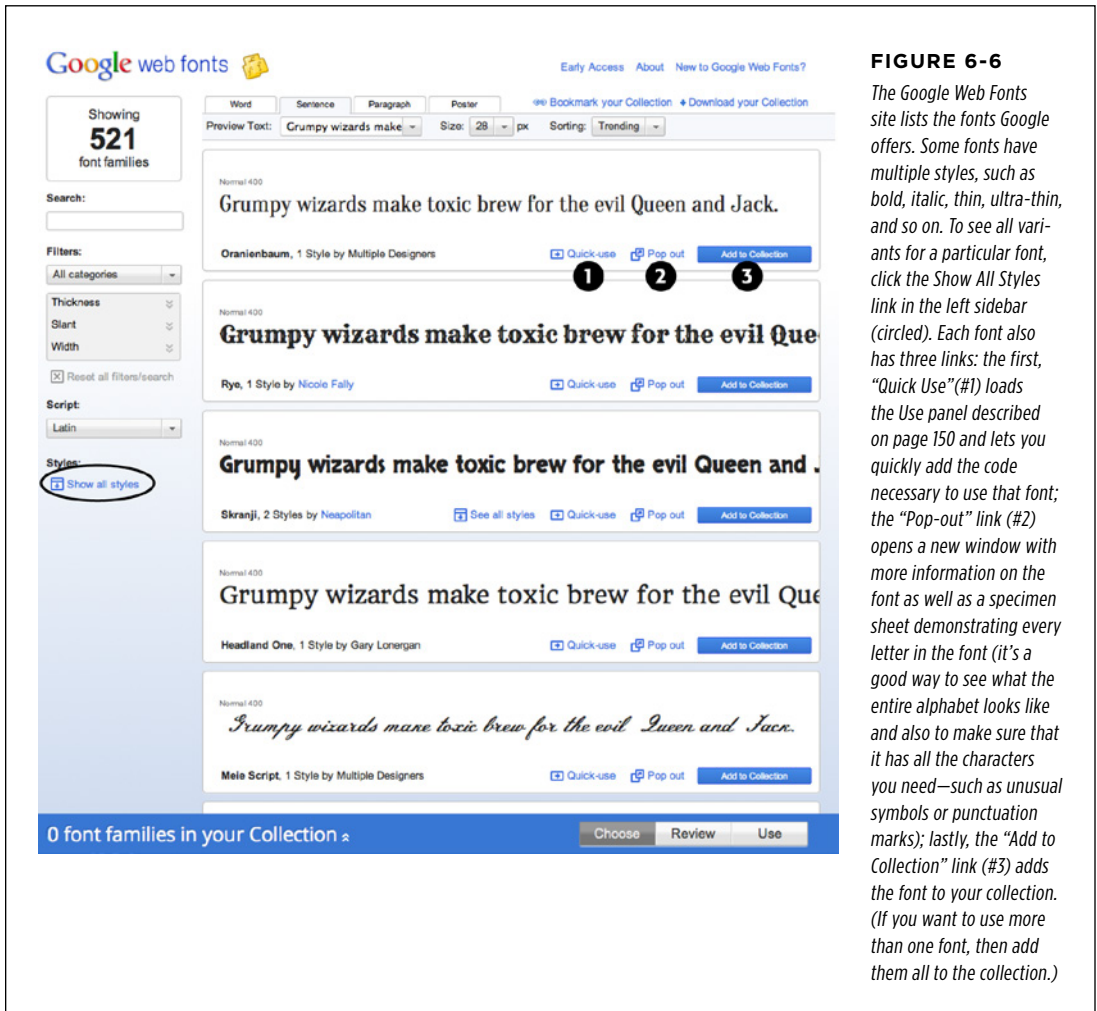 Google web fonts
Early Access About New to Google Web Fonts?
Showing
521
font families
Search:
Filters:
All categories
Thickness
Slant
Width
Reset all filters/search
Script:
Latin
Styles:
Show all styles
Word Sentence Paragraph Poster
Bookmark your Collection Download your Collection
Preview Text: Grumpy wizards make Size: 28 px Sorting: Trending
Normal 400
Grumpy wizards make toxic brew for the evil Queen and Jack.
Oranienbaum, 1 Style by Multiple Designers Quick-use Pop out Add to Collection
1 2 3
Normal 400
Grumpy wizards make toxic brew for the evil Que
Rye, 1 Style by Nicole Fally Quick-use Pop out Add to Collection
Normal 400
Grumpy wizards make toxic brew for the evil Queen and J
Skranji, 2 Styles by Neapolitan See all styles Quick-use Pop out Add to Collection
Normal 400
Grumpy wizards make toxic brew for the evil Que
Headland One, 1 Style by Gary Lonergan Quick-use Pop out Add to Collection
Normal 400
Grumpy wizards make toxic brew for the evil Queen and Jack.
Meie Script, 1 Style by Multiple Designers Quick-use Pop out Add to Collection
0 font families in your Collection
Choose Review Use
FIGURE 6-6
The Google Web Fonts
site lists the fonts Google
offers. Some fonts have
multiple styles, such as
bold, italic, thin, ultra-thin,
and so on. To see all vari-
ants for a particular font,
click the Show All Styles
link in the left sidebar
(circled). Each font also
has three links: the first,
“Quick Use”(#1) loads
the Use panel described
on page 150 and lets you
quickly add the code
necessary to use that font;
the “Pop-out” link (#2)
opens a new window with
more information on the
font as well as a specimen
sheet demonstrating every
letter in the font (it’s a
good way to see what the
entire alphabet looks like
and also to make sure that
it has all the characters
you need—such as unusual
symbols or punctuation
marks); lastly, the “Add to
Collection” link (#3) adds
the font to your collection.
(If you want to use more
than one font, then add
them all to the collection.)